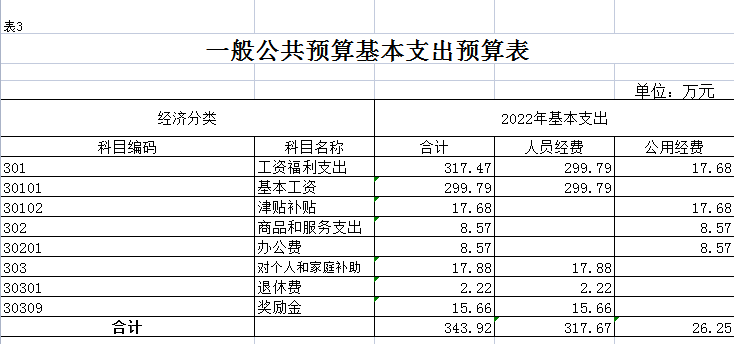 表3
一般公共预算基本支出预算表
单位：万元
经济分类 2022年基本支出
科目编码 科目名称 合计 人员经费 公用经费
301 工资福利支出 317.47 299.79 17.68
30101 基本工资 299.79 299.79
30102 津贴补贴 17.68 17.68
302 商品和服务支出 8.57 8.57
30201 办公费 8.57 8.57
303 对个人和家庭补助 17.88 17.88
30301 退休费 2.22 2.22
30309 奖励金 15.66 15.66
合计 343.92 317.67 26.25